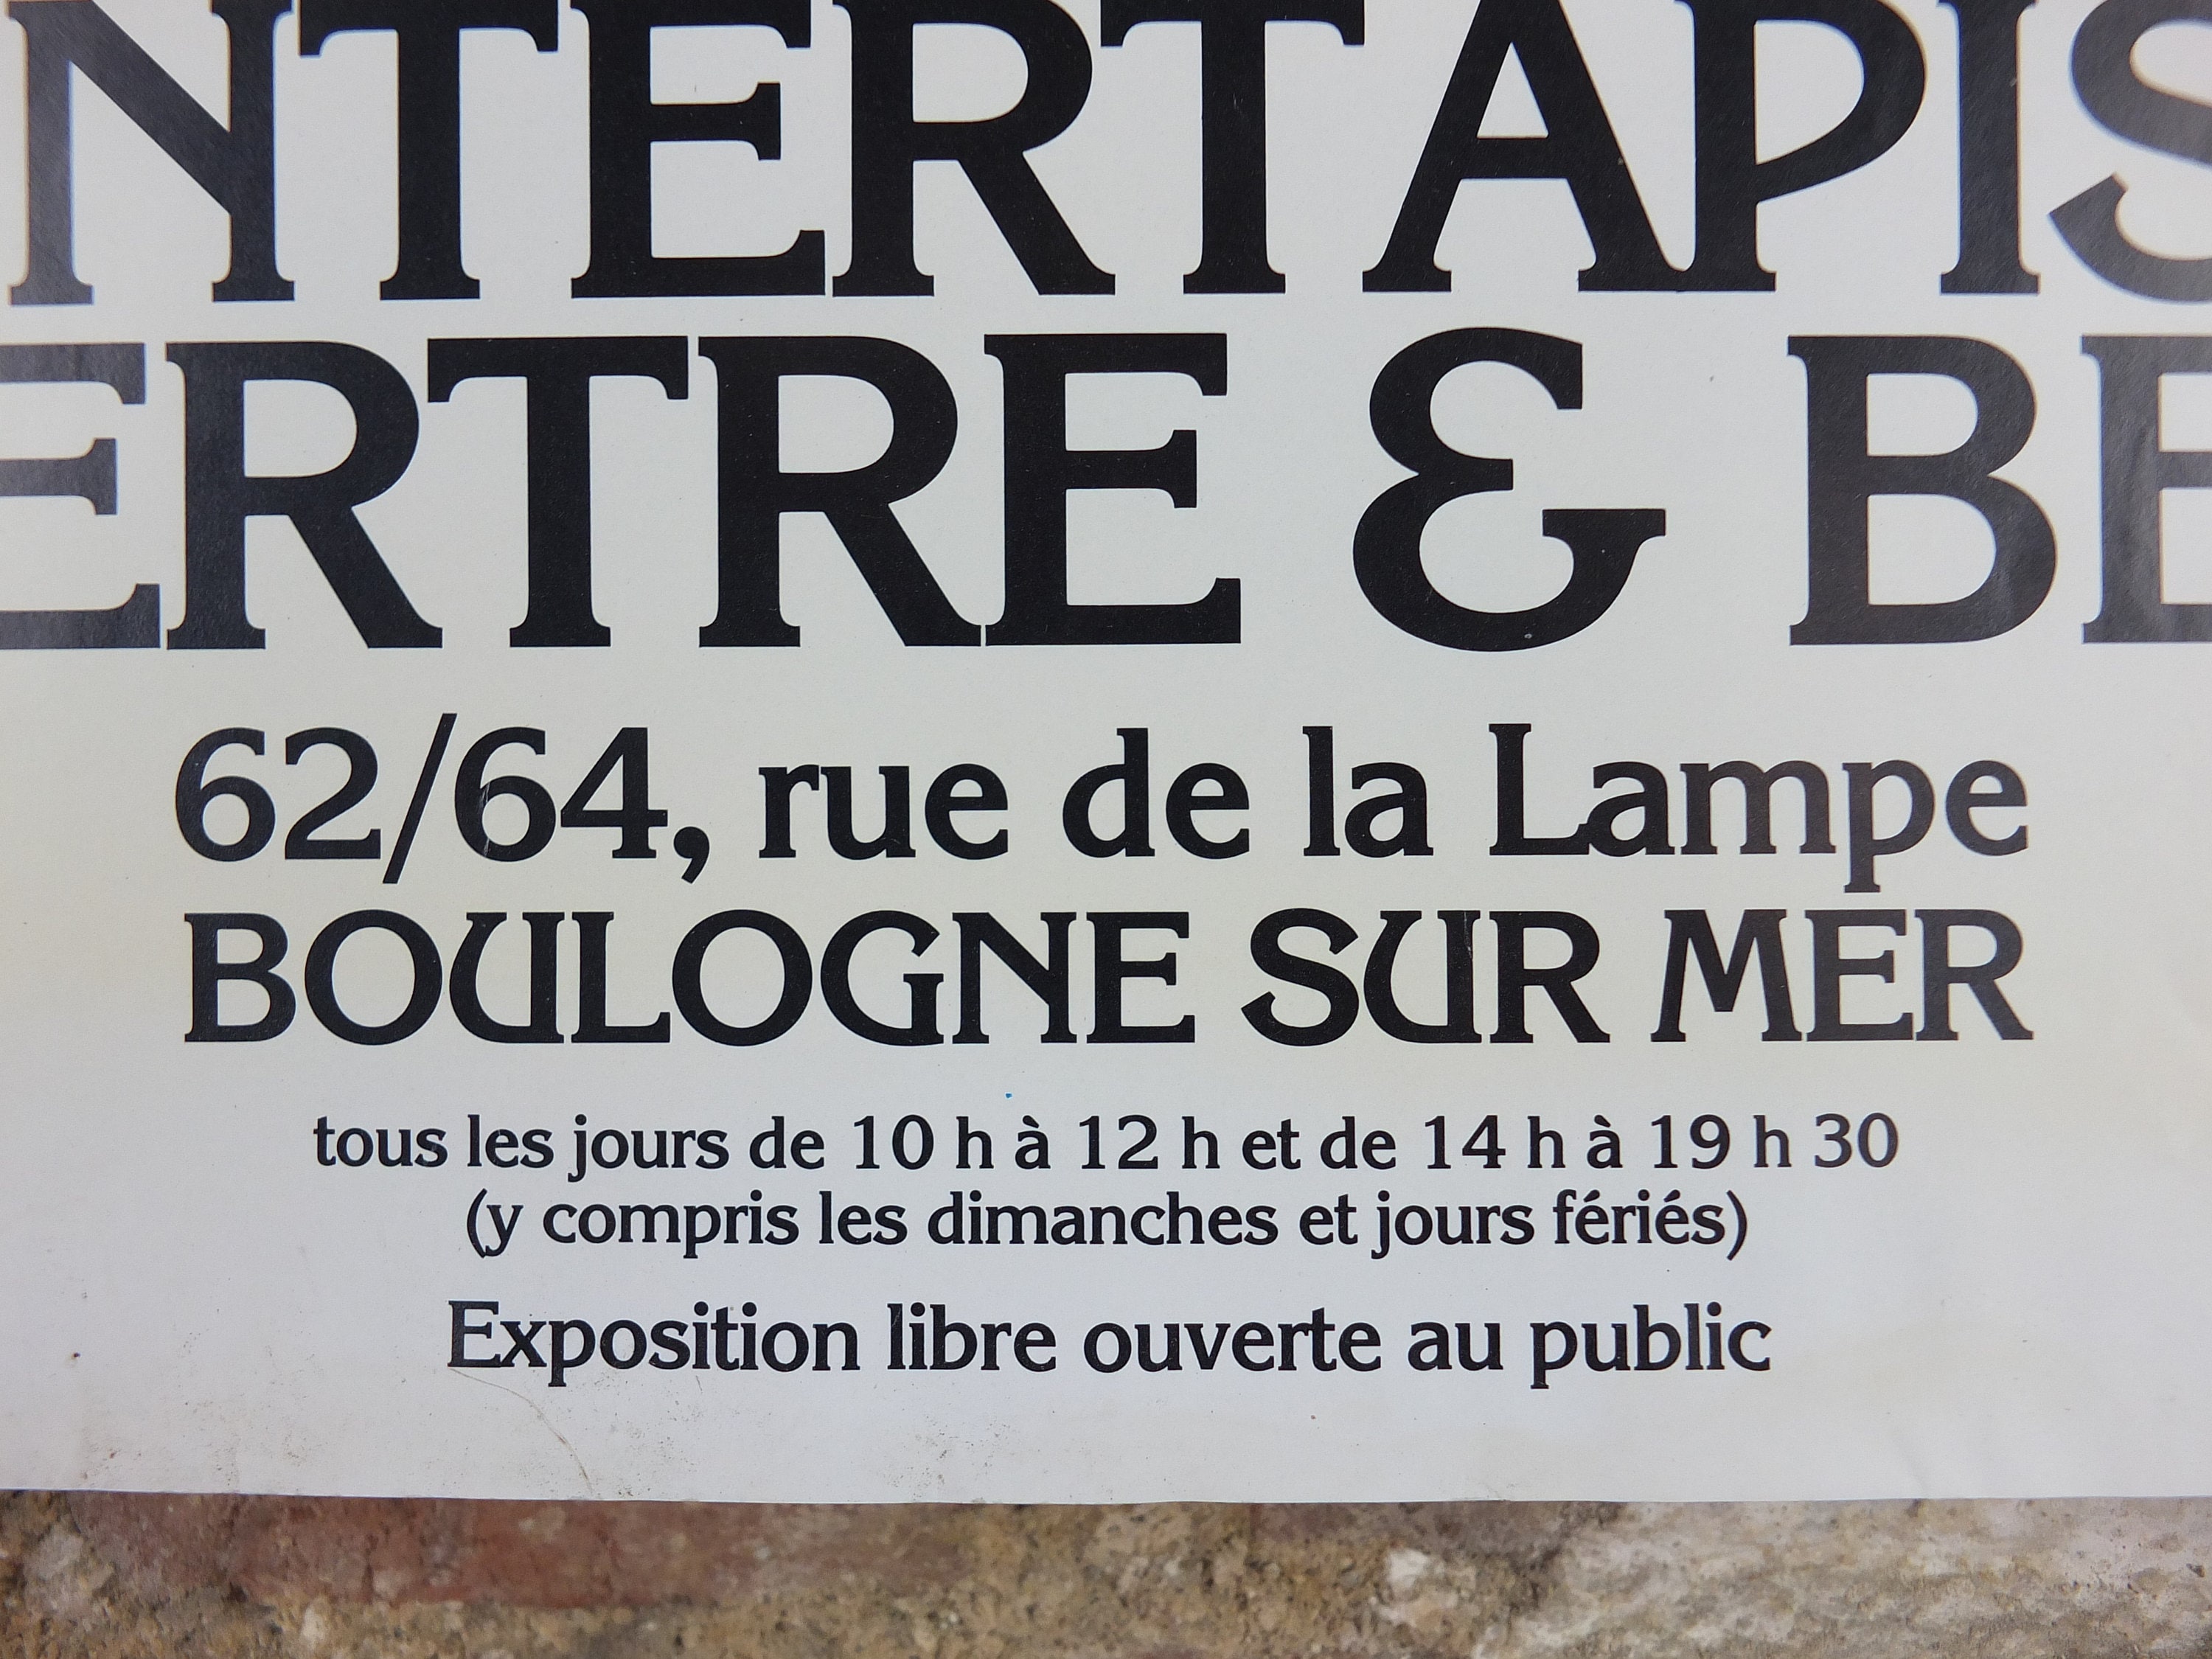 NTERTAPIS
ERTRE & BE
62/64, rue de la Lampe
BOULOGNE SUR MER
tous les jours de 10 h à 12 h et de 14 h à 19 h 30
(y compris les dimanches et jours fériés)
Exposition libre ouverte au public